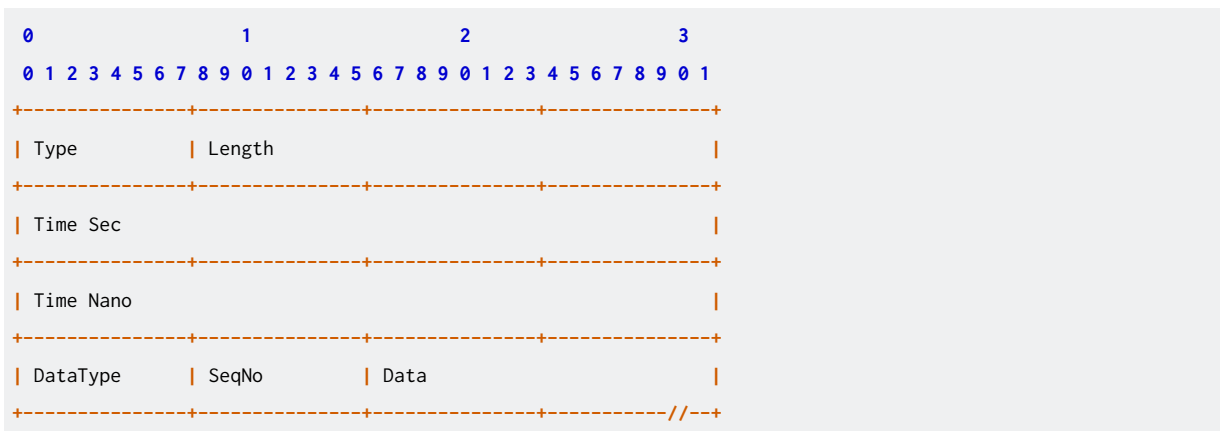 0                   1                   2                   3
 0 1 2 3 4 5 6 7 8 9 0 1 2 3 4 5 6 7 8 9 0 1 2 3 4 5 6 7 8 9 0 1
+---------------+---------------+---------------+---------------+
| Type          | Length                                        |
+---------------+---------------+---------------+---------------+
| Time Sec                                                      |
+---------------+---------------+---------------+---------------+
| Time Nano                                                     |
+---------------+---------------+---------------+---------------+
| DataType      | SeqNo         | Data                          |
+---------------+---------------+---------------+-----------//--+